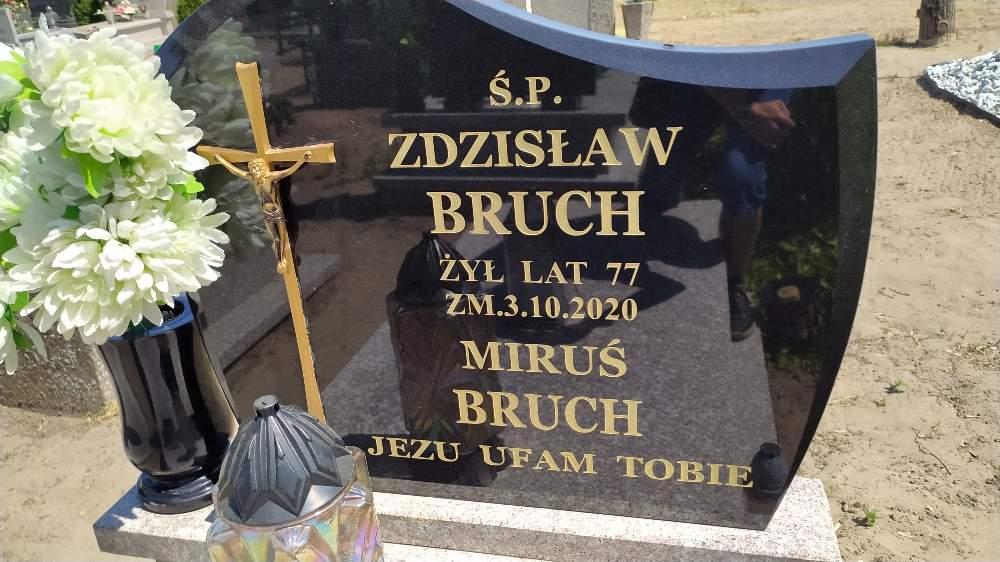 Ś.P.
ZDZISŁAW
BRUCH
ŻYŁ LAT 77
ZM.3.10.2020
MIRUŚ
BRUCH
JEZU UFAM TOBIE